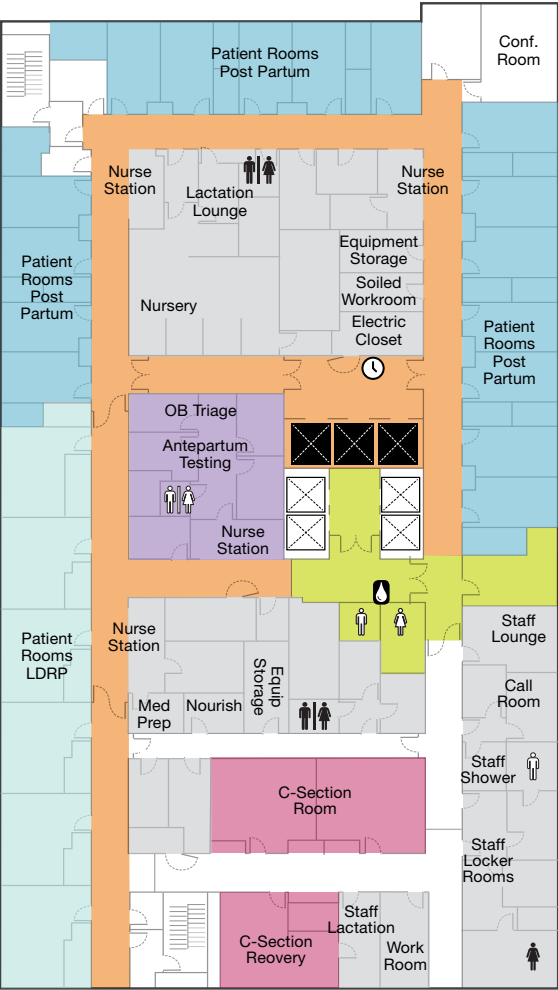 Patient Rooms
Post Partum
Conf.
Room
Nurse
Station
Lactation
Lounge
Nurse
Station
Equipment
Storage
Soiled
Workroom
Electric
Closet
Nursery
Patient
Rooms
Post
Partum
Patient
Rooms
Post
Partum
OB Triage
Antepartum
Testing
Nurse
Station
Patient
Rooms
LDRP
Nurse
Station
Equip
Storage
Med
Prep
Nourish
Staff
Lounge
Call
Room
Staff
Shower
C-Section
Room
Staff
Locker
Rooms
C-Section
Reovery
Staff
Lactation
Work
Room